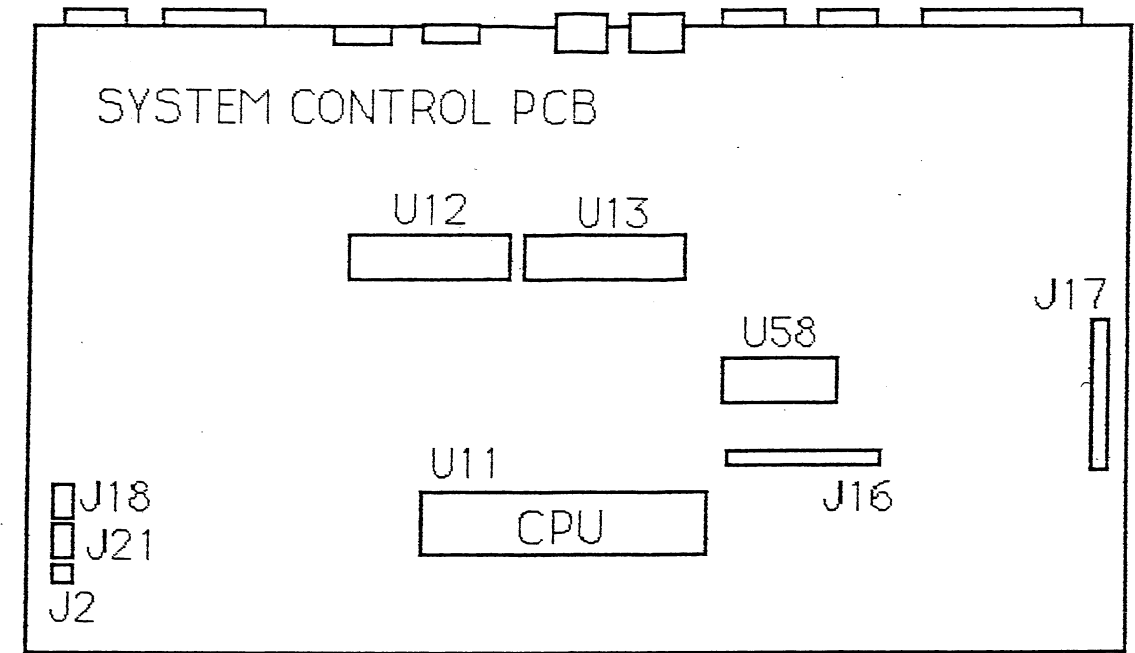 SYSTEM CONTROL PCB
U12
U13
J17
U58
U11
J16
CPU
J18
J21
J2